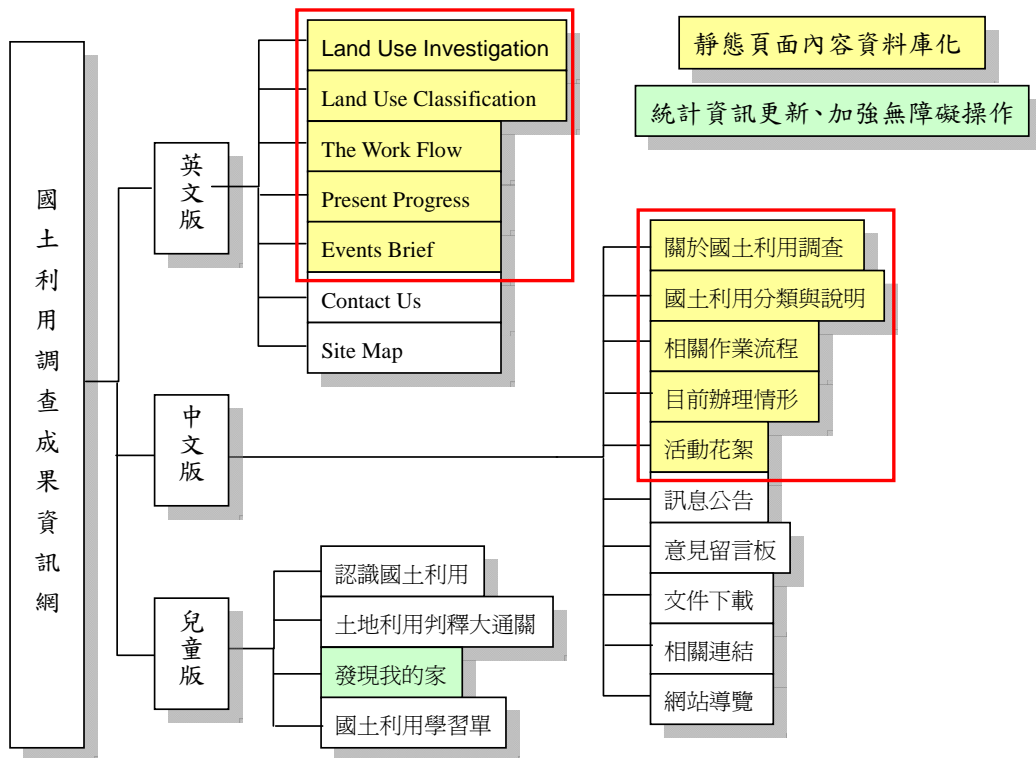 國土利用調查成果資訊網
英文版
Land Use Investigation
Land Use Classification
The Work Flow
Present Progress
Events Brief
Contact Us
Site Map
靜態頁面內容資料庫化
統計資訊更新、加強無障礙操作
中文版
關於國土利用調查
國土利用分類與說明
相關作業流程
目前辦理情形
活動花絮
訊息公告
意見留言板
文件下載
相關連結
網站導覽
兒童版
認識國土利用
土地利用判釋大通關
發現我的家
國土利用學習單